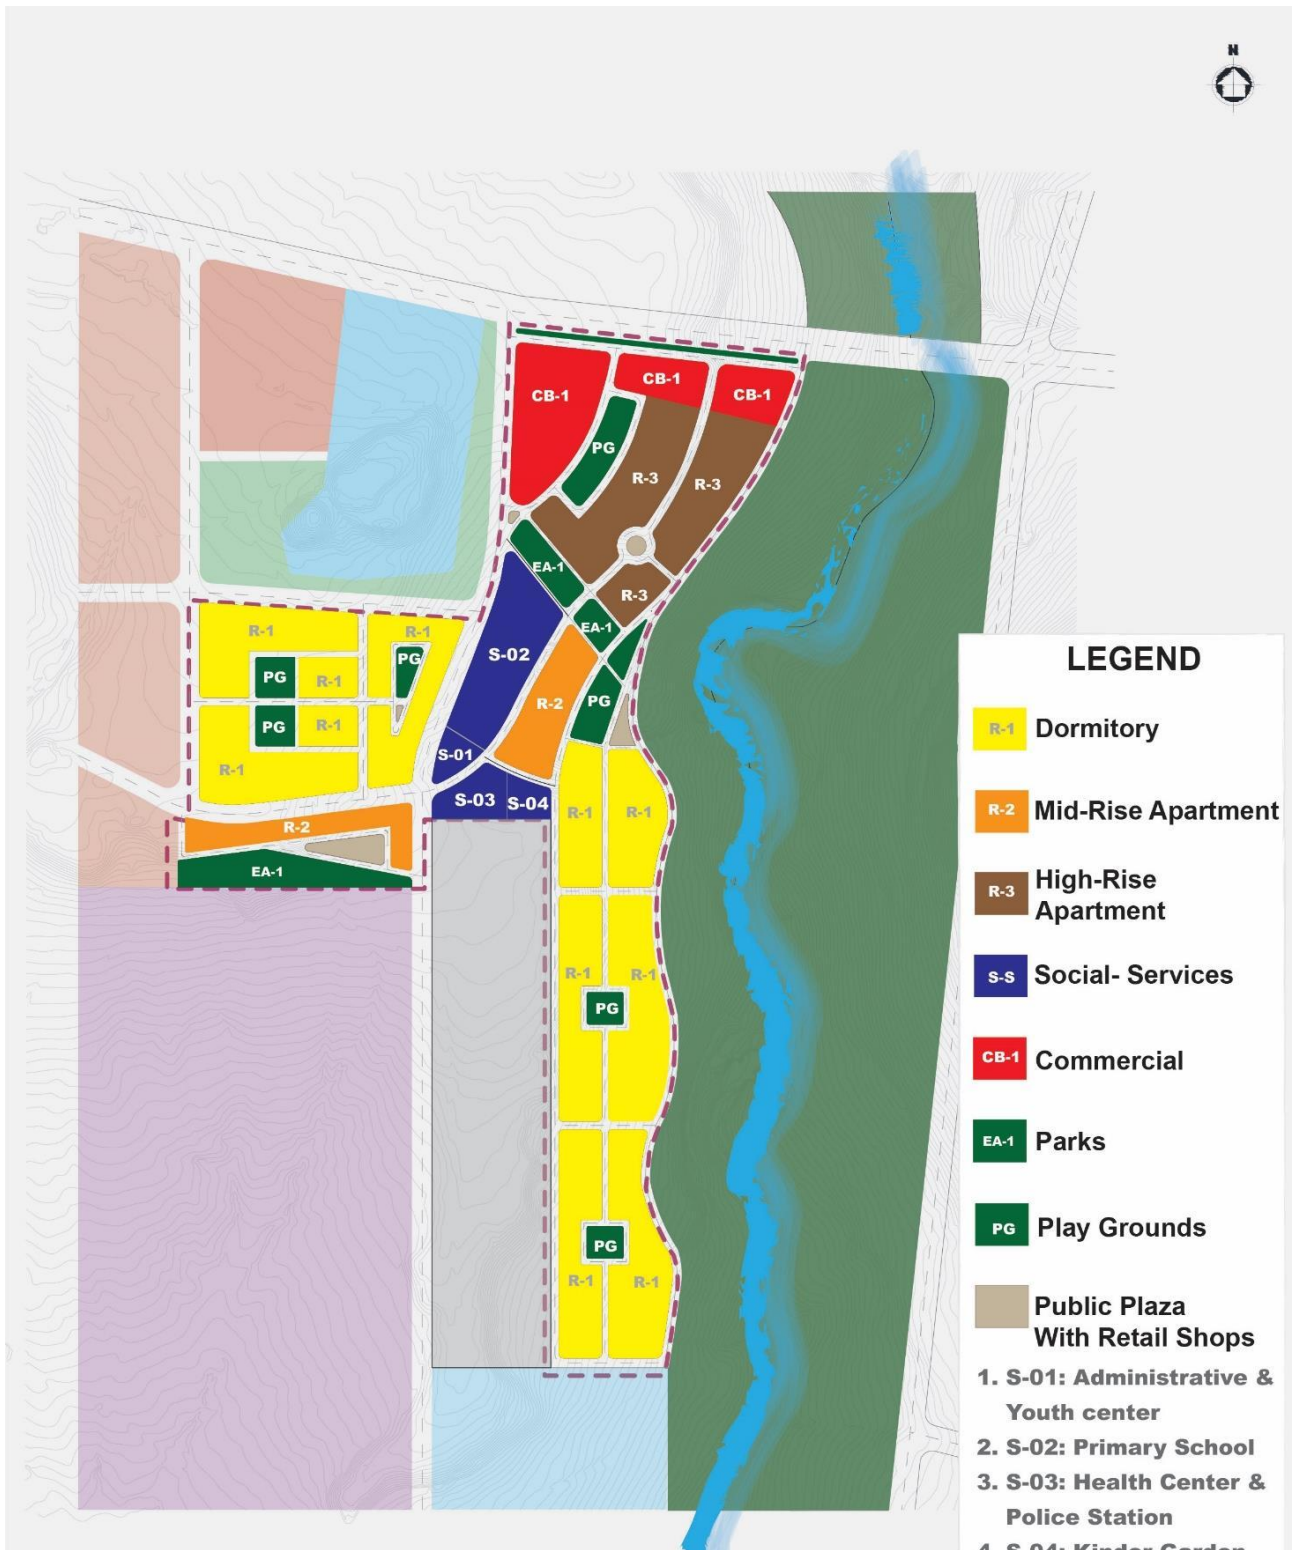 N
CB-1
CB-1
CB-1
PG
R-3
R-3
EA-1
R-3
EA-1
R-1
R-1
S-02
PG
PG
R-1
PG
R-2
PG
R-1
S-01
R-1
S-03
S-04
R-1
R-1
R-2
EA-1
R-1
R-1
PG
PG
R-1
R-1
LEGEND
R-1 Dormitory
R-2 Mid-Rise Apartment
R-3 High-Rise
Apartment
S-S Social- Services
CB-1 Commercial
EA-1 Parks
PG Play Grounds
Public Plaza
With Retail Shops
1. S-01: Administrative &
Youth center
2. S-02: Primary School
3. S-03: Health Center &
Police Station
4. S-04: Kinder Garden